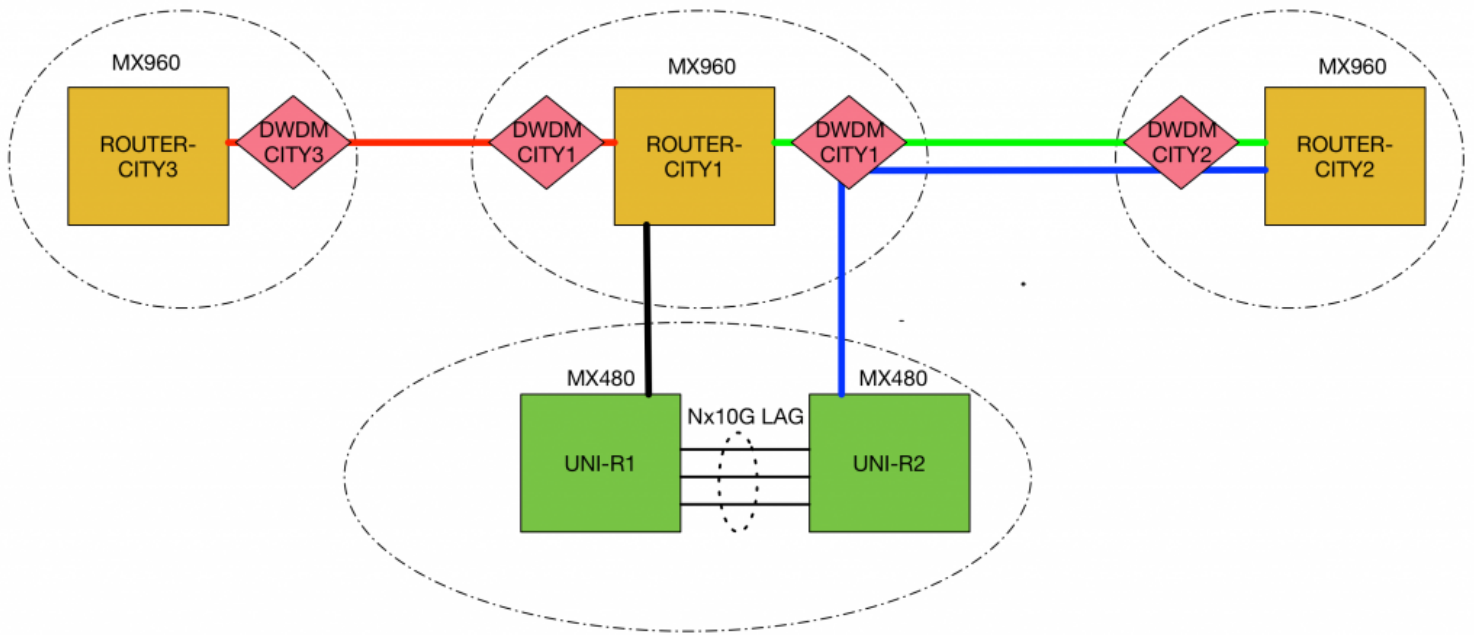 MX960
MX960
MX960
ROUTER-
CITY3
DWDM
CITY3
DWDM
CITY1
ROUTER-
CITY1
DWDM
CITY1
DWDM
CITY2
ROUTER-
CITY2
MX480
MX480
Nx10G LAG
UNI-R1
UNI-R2